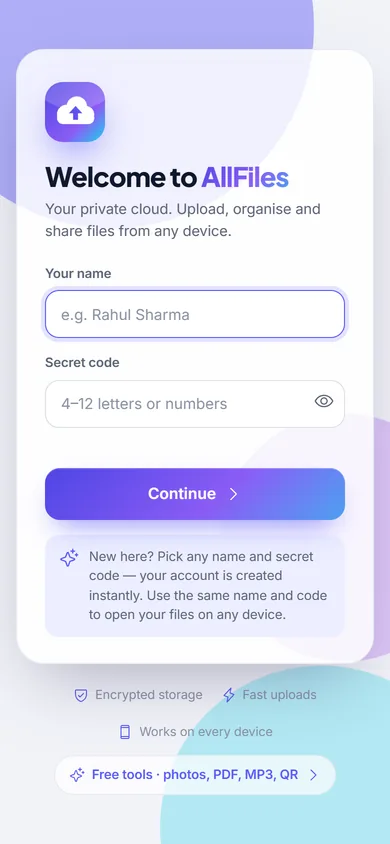 Welcome to AllFiles
Your private cloud. Upload, organise and
share files from any device.
Your name
e.g. Rahul Sharma
Secret code
4–12 letters or numbers
Continue
New here? Pick any name and secret
code — your account is created
instantly. Use the same name and code
to open your files on any device.
Encrypted storage Fast uploads
Works on every device
Free tools · photos, PDF, MP3, QR